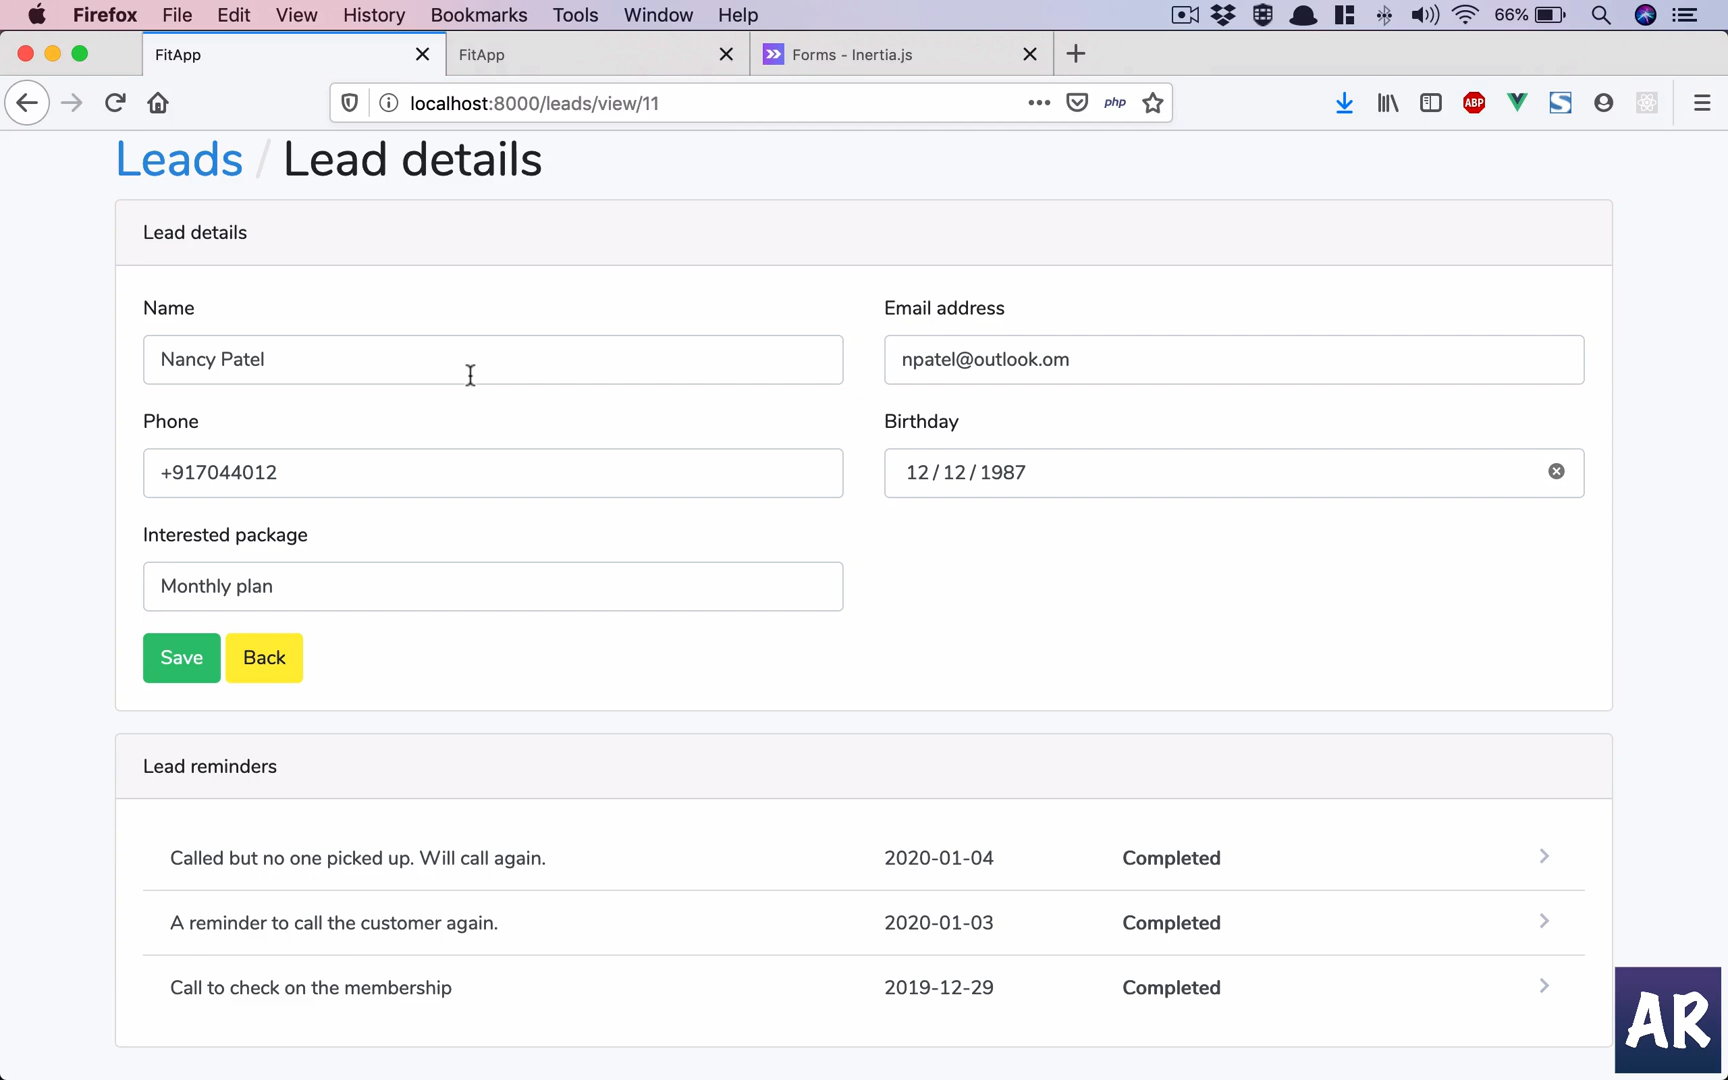 Firefox File Edit View History Bookmarks Tools Window Help 66%
FitApp FitApp Forms - Inertia.js
localhost:8000/leads/view/11 php ABP
Leads / Lead details
Lead details
Name Email address
Nancy Patel npatel@outlook.om
Phone Birthday
+917044012 12 / 12 / 1987
Interested package
Monthly plan
Save Back
Lead reminders
Called but no one picked up. Will call again. 2020-01-04 Completed
A reminder to call the customer again. 2020-01-03 Completed
Call to check on the membership 2019-12-29 Completed
AR